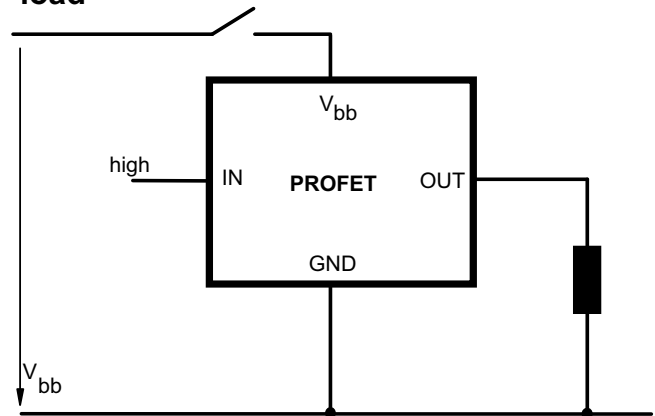 load
V bb
high
IN
PROFET
OUT
GND
V bb